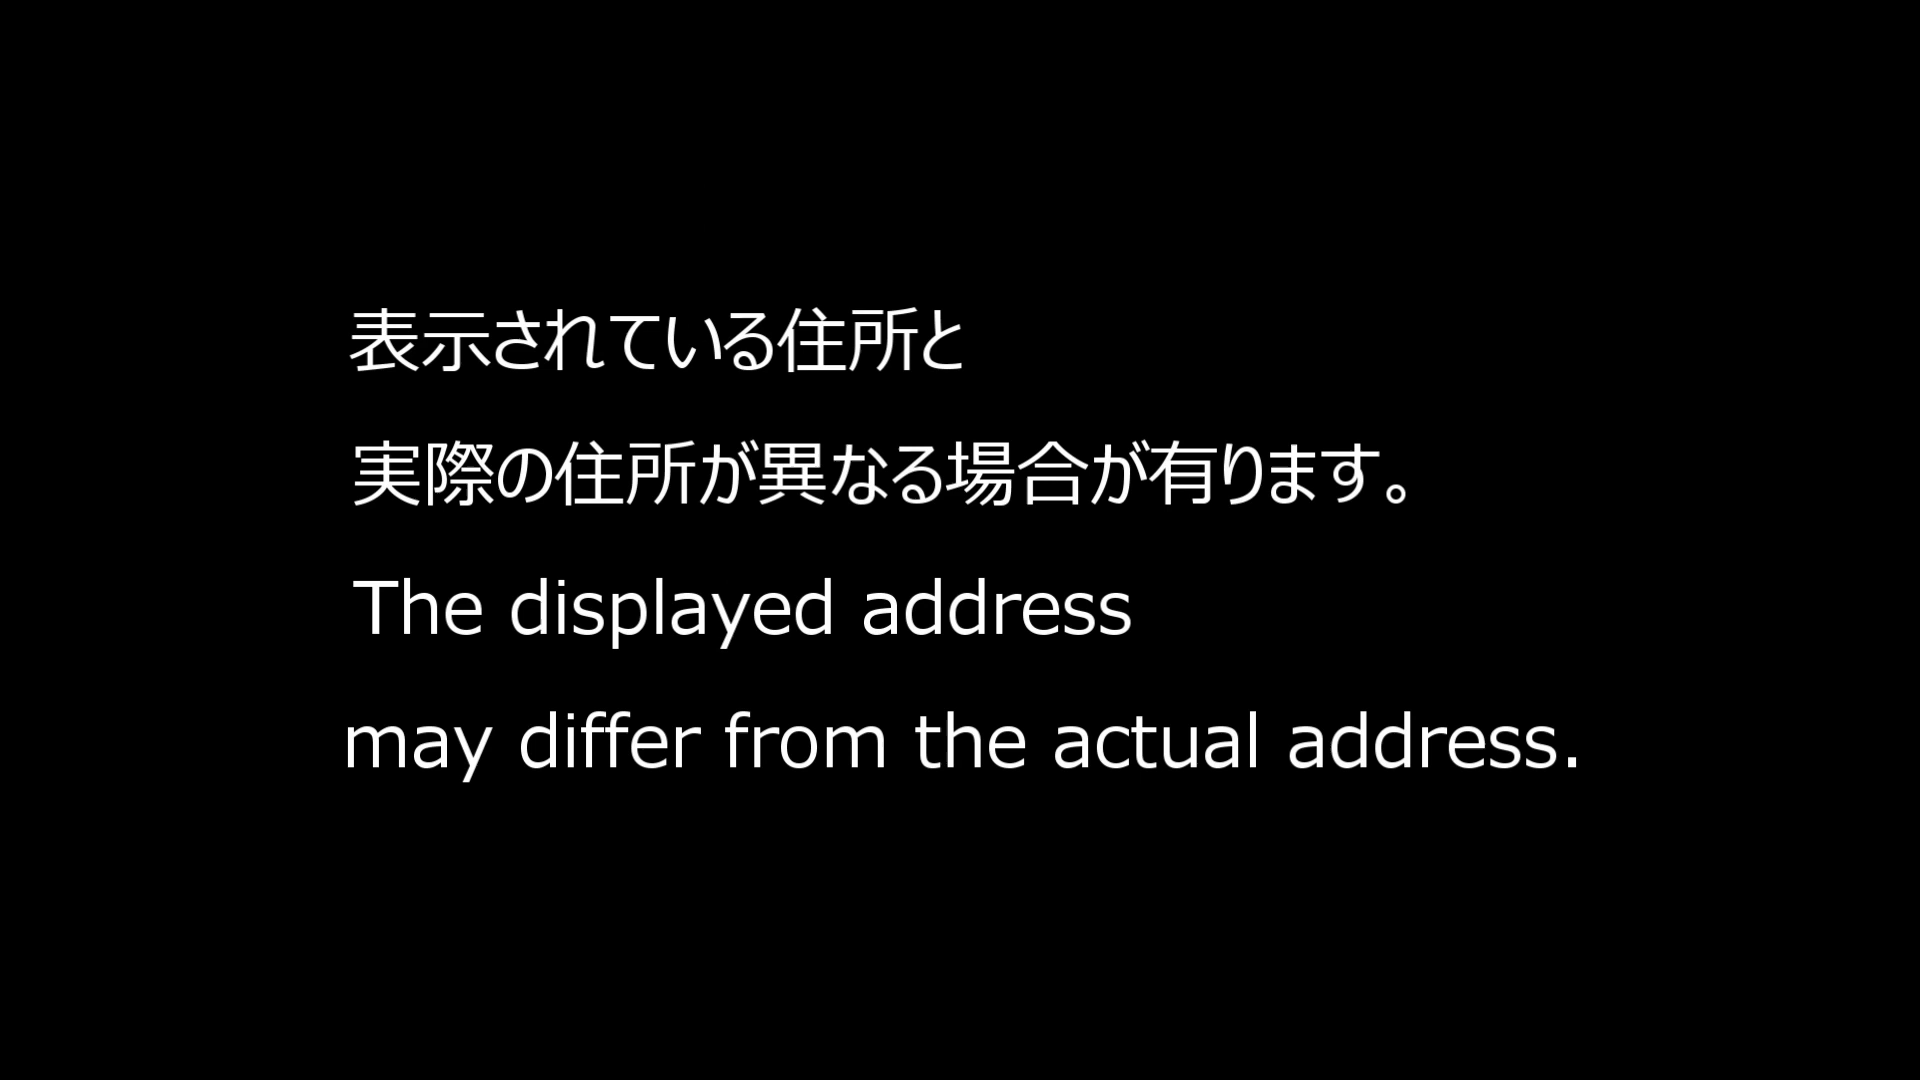 表示されている住所と
実際の住所が異なる場合が有ります。
The displayed address
may differ from the actual address.